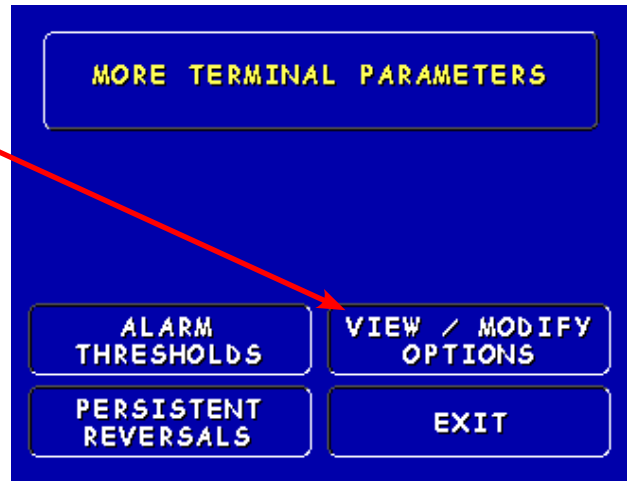 MORE TERMINAL PARAMETERS
ALARM
THRESHOLDS
VIEW / MODIFY
OPTIONS
PERSISTENT
REVERSALS
EXIT